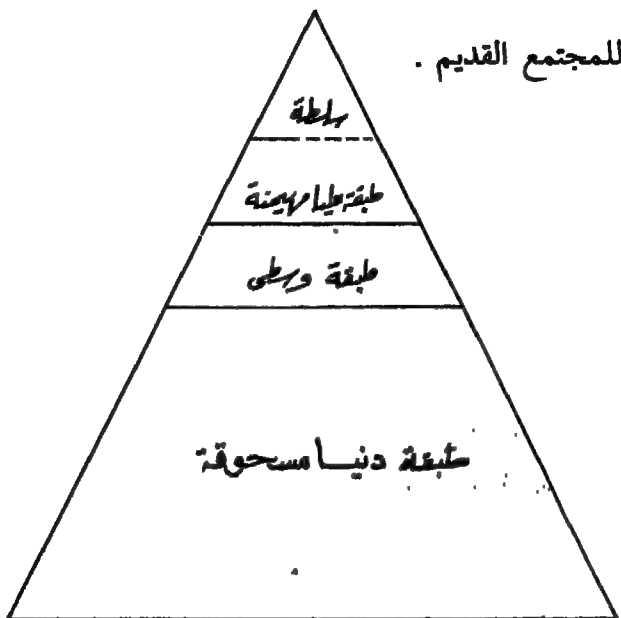 للمجتمع القديم .
سلطة
طبقة عليا مهيمنة
طبقة وسطى
طبقة دنيا مسحوقة